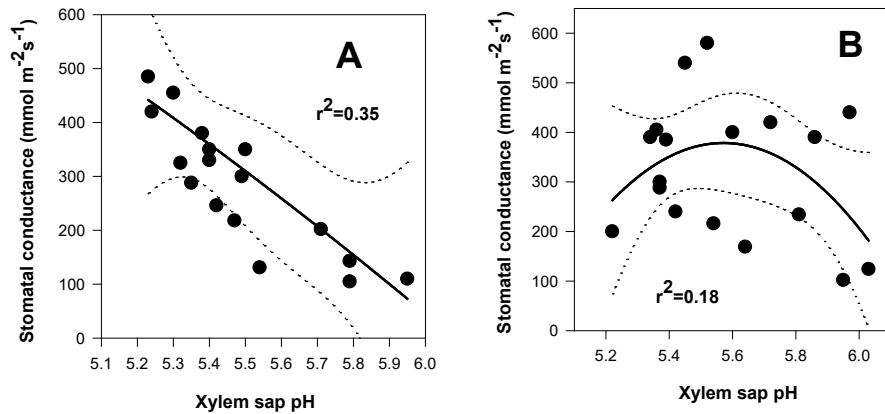 A
r²=0.35
Stomatal conductance (mmol m⁻²s⁻¹)
600
500
400
300
200
100
0
5.1 5.2 5.3 5.4 5.5 5.6 5.7 5.8 5.9 6.0
Xylem sap pH
B
r²=0.18
Stomatal conductance (mmol m⁻²s⁻¹)
600
500
400
300
200
100
0
5.2 5.4 5.6 5.8 6.0
Xylem sap pH